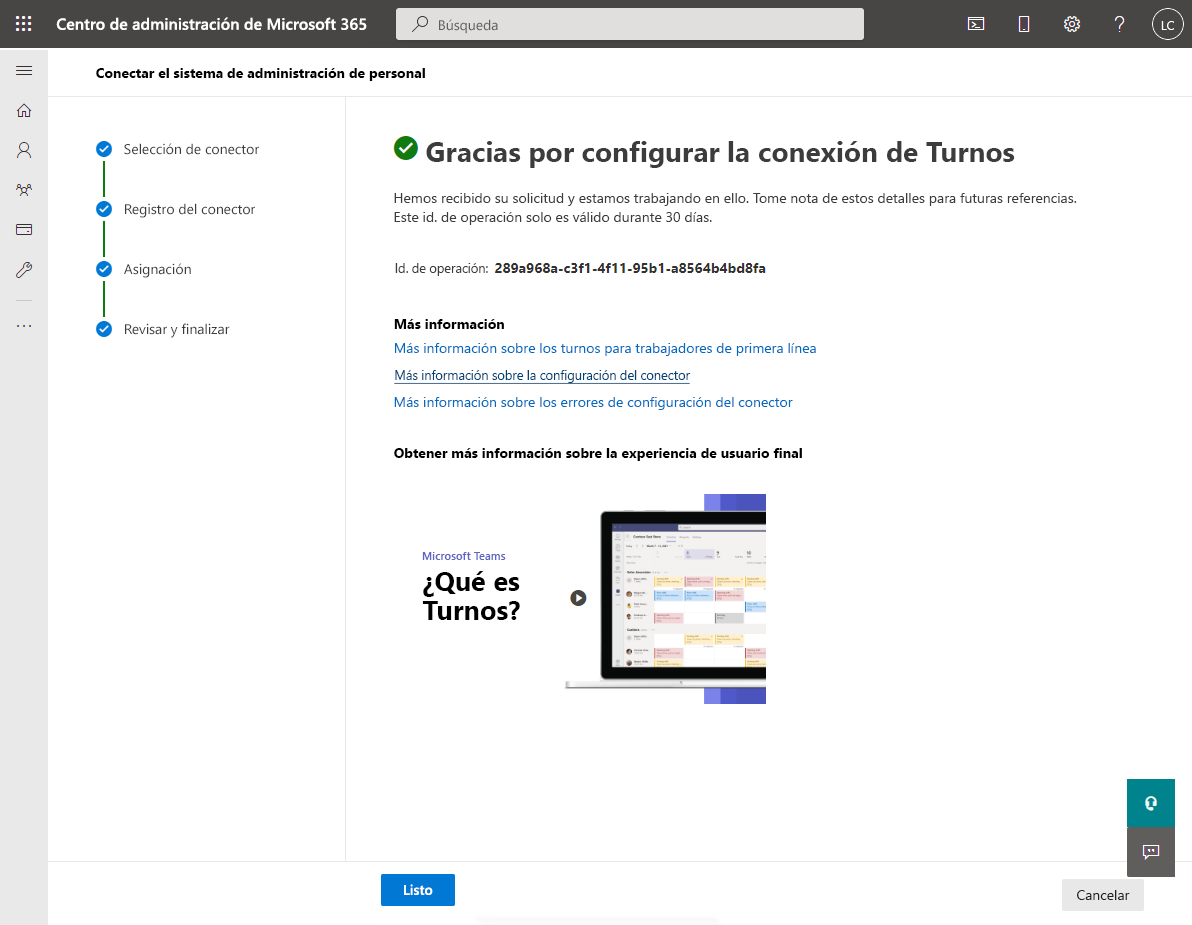 Centro de administración de Microsoft 365
Búsqueda
LC
Conectar el sistema de administración de personal
Selección de conector
Registro del conector
Asignación
Revisar y finalizar
Gracias por configurar la conexión de Turnos
Hemos recibido su solicitud y estamos trabajando en ello. Tome nota de estos detalles para futuras referencias.
Este id. de operación solo es válido durante 30 días.
Id. de operación: 289a968a-c3f1-4f11-95b1-a8564b4bd8fa
Más información
Más información sobre los turnos para trabajadores de primera línea
Más información sobre la configuración del conector
Más información sobre los errores de configuración del conector
Obtener más información sobre la experiencia de usuario final
Microsoft Teams
¿Qué es
Turnos?
Listo
Cancelar